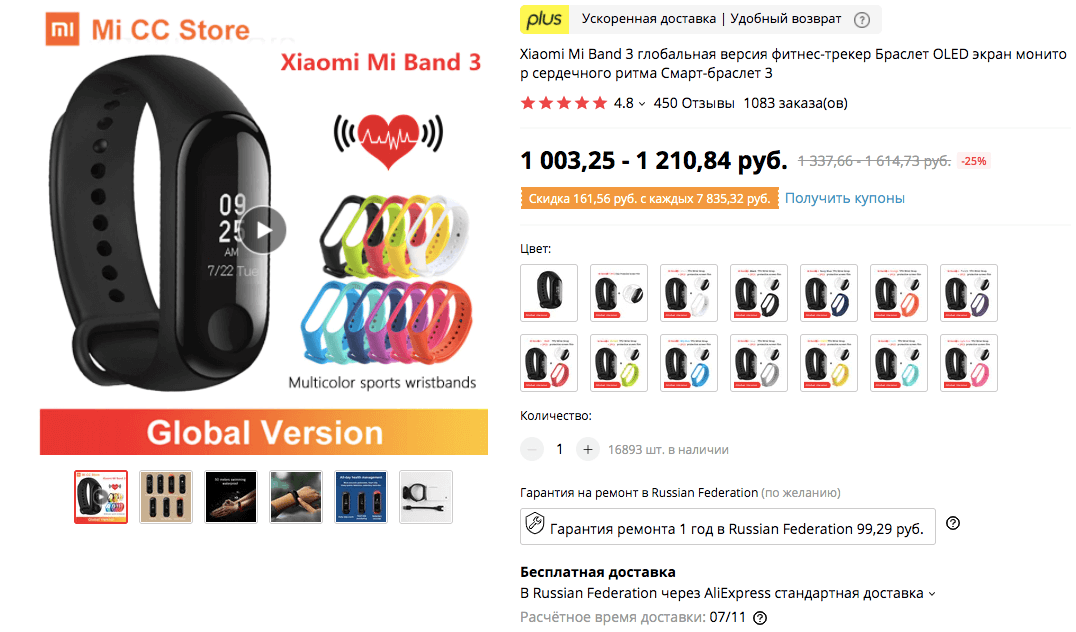 mi Mi CC Store
Xiaomi Mi Band 3
09
25
AM
7/22 Tue
Multicolor sports wristbands
Global Version
plus Ускоренная доставка | Удобный возврат ?
Xiaomi Mi Band 3 глобальная версия фитнес-трекер Браслет OLED экран монито
р сердечного ритма Смарт-браслет 3
4.8 450 Отзывы 1083 заказа(ов)
1 003,25 - 1 210,84 руб. 1 337,66 - 1 614,73 руб. -25%
Скидка 161,56 руб. с каждых 7 835,32 руб. Получить купоны
Цвет:
Количество:
− 1 + 16893 шт. в наличии
Гарантия на ремонт в Russian Federation (по желанию)
Гарантия ремонта 1 год в Russian Federation 99,29 руб. ?
Бесплатная доставка
В Russian Federation через AliExpress стандартная доставка
Расчётное время доставки: 07/11 ?